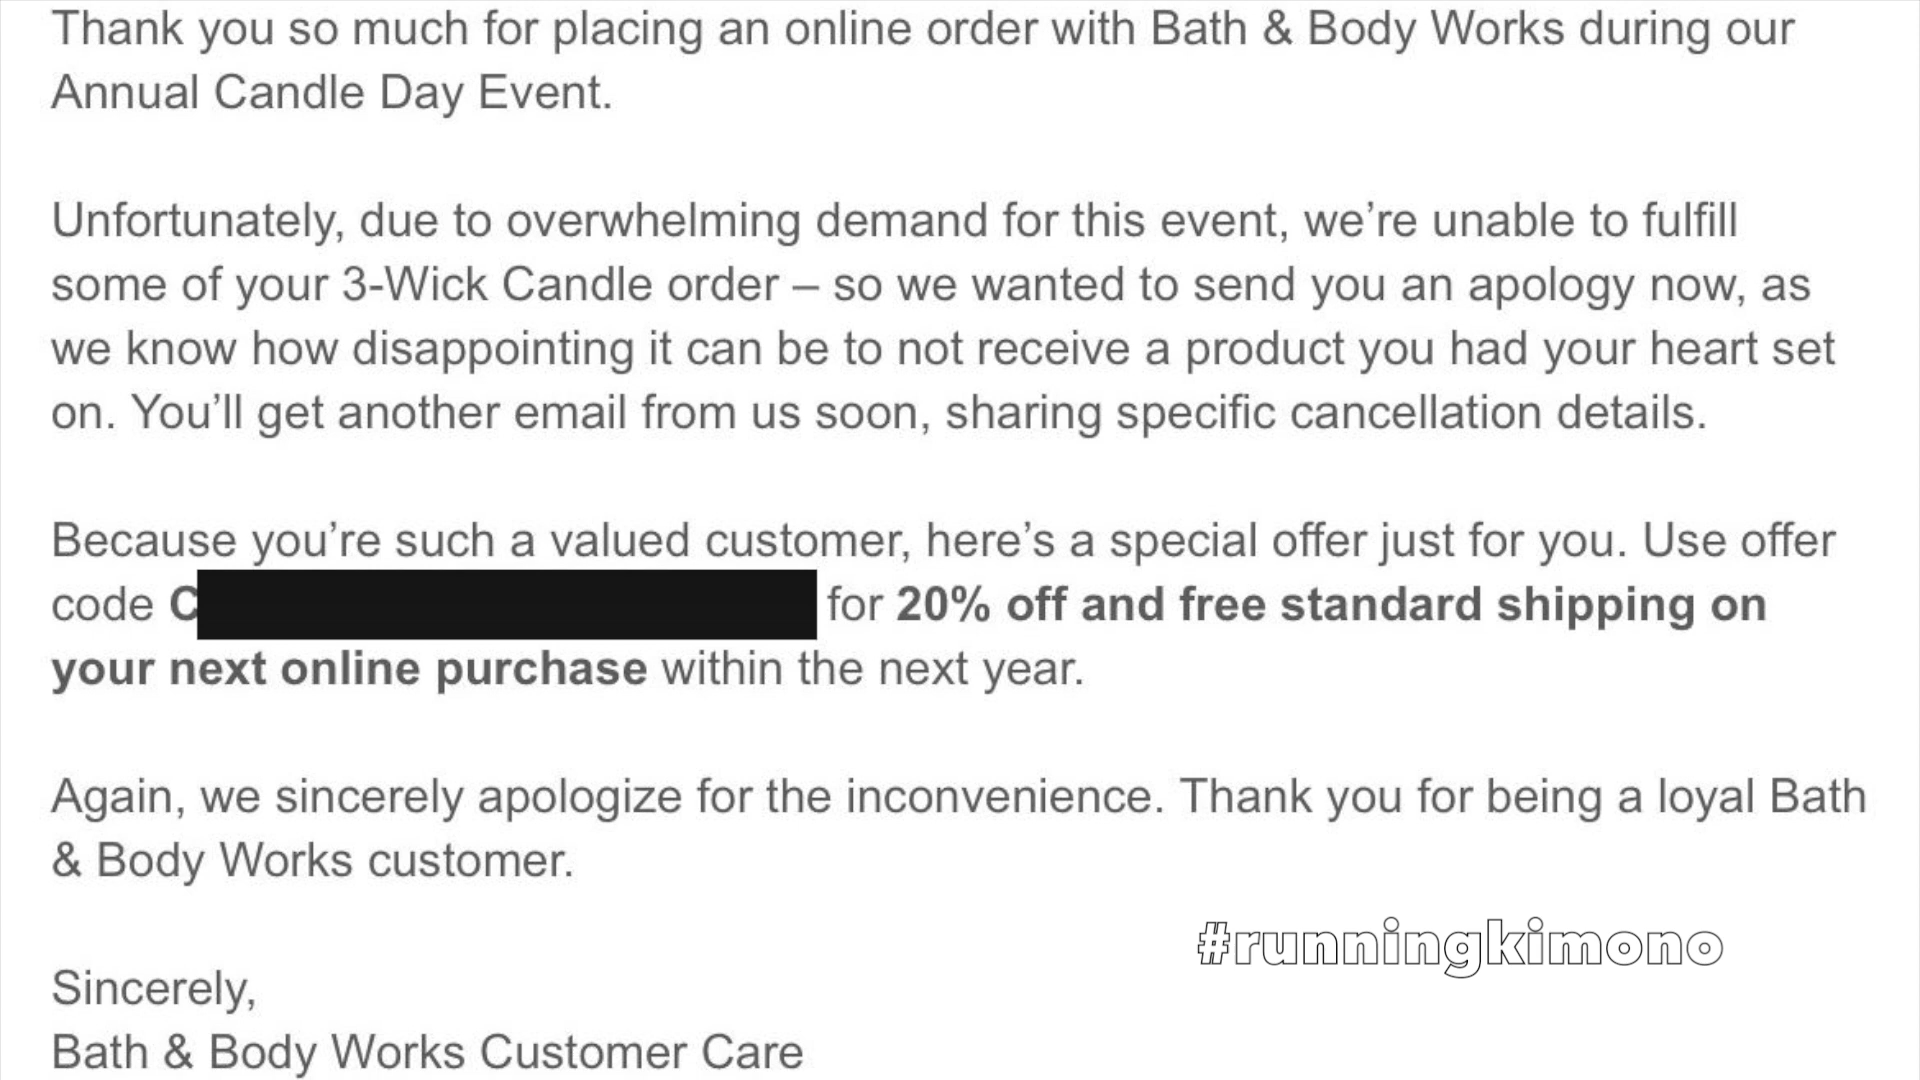 Thank you so much for placing an online order with Bath & Body Works during our
Annual Candle Day Event.
Unfortunately, due to overwhelming demand for this event, we’re unable to fulfill
some of your 3-Wick Candle order – so we wanted to send you an apology now, as
we know how disappointing it can be to not receive a product you had your heart set
on. You’ll get another email from us soon, sharing specific cancellation details.
Because you’re such a valued customer, here’s a special offer just for you. Use offer
code C for 20% off and free standard shipping on
your next online purchase within the next year.
Again, we sincerely apologize for the inconvenience. Thank you for being a loyal Bath
& Body Works customer.
#runningkimono
Sincerely,
Bath & Body Works Customer Care